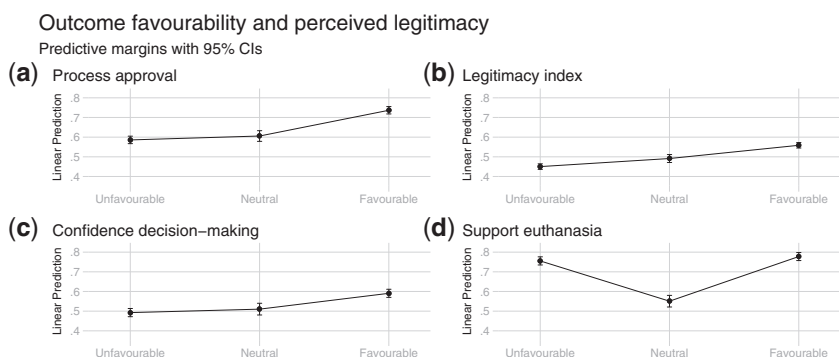 Outcome favourability and perceived legitimacy
Predictive margins with 95% CIs
(a) Process approval
Linear Prediction
.8
.7
.6
.5
.4
Unfavourable Neutral Favourable
(b) Legitimacy index
Linear Prediction
.8
.7
.6
.5
.4
Unfavourable Neutral Favourable
(c) Confidence decision–making
Linear Prediction
.8
.7
.6
.5
.4
Unfavourable Neutral Favourable
(d) Support euthanasia
Linear Prediction
.8
.7
.6
.5
.4
Unfavourable Neutral Favourable